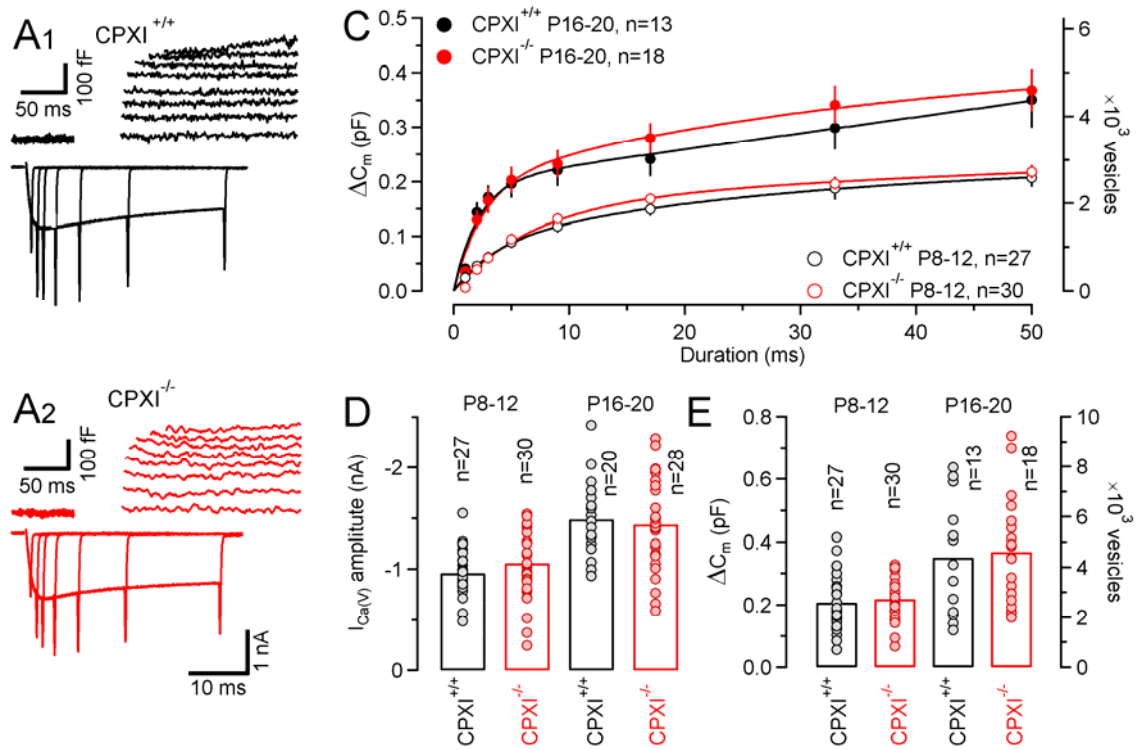 A1
CPXI+/+
100 fF
50 ms
A2
CPXI-/-
100 fF
50 ms
1 nA
10 ms
C
CPXI+/+ P16-20, n=13
CPXI-/- P16-20, n=18
0.5
0.4
0.3
0.2
0.1
0.0
ΔCm (pF)
6
4
2
0
×10³ vesicles
CPXI+/+ P8-12, n=27
CPXI-/- P8-12, n=30
0
10
20
30
40
50
Duration (ms)
D
P8-12
P16-20
-2
-1
0
ICa(V) amplitude (nA)
n=27
n=30
n=20
n=28
CPXI+/+
CPXI-/-
CPXI+/+
CPXI-/-
E
P8-12
P16-20
0.8
0.6
0.4
0.2
0.0
ΔCm (pF)
n=27
n=30
n=13
n=18
10
8
6
4
2
0
×10³ vesicles
CPXI+/+
CPXI-/-
CPXI+/+
CPXI-/-